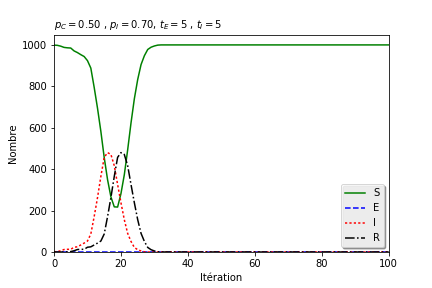 p_C = 0.50 , p_I = 0.70, t_E = 5 , t_I = 5
1000
800
600
400
200
0
Nombre
0 20 40 60 80 100
Itération
S
E
I
R